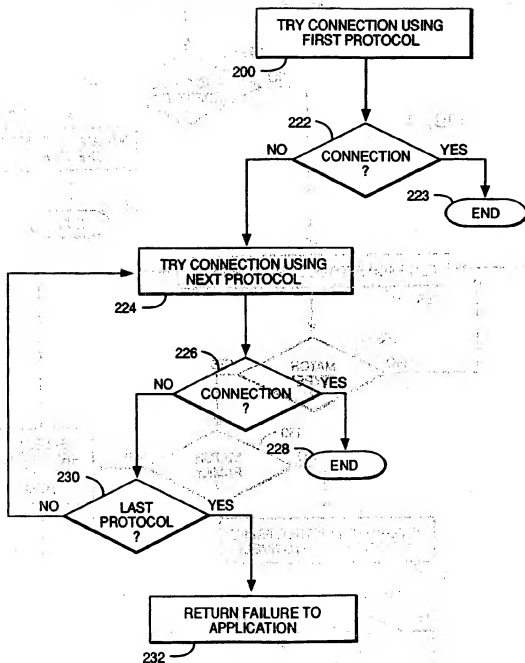 TRY CONNECTION USING
FIRST PROTOCOL
200
222
NO
CONNECTION
?
YES
223
END
TRY CONNECTION USING
NEXT PROTOCOL
224
226
NO
CONNECTION
?
YES
228
END
230
NO
LAST
PROTOCOL
?
YES
RETURN FAILURE TO
APPLICATION
232